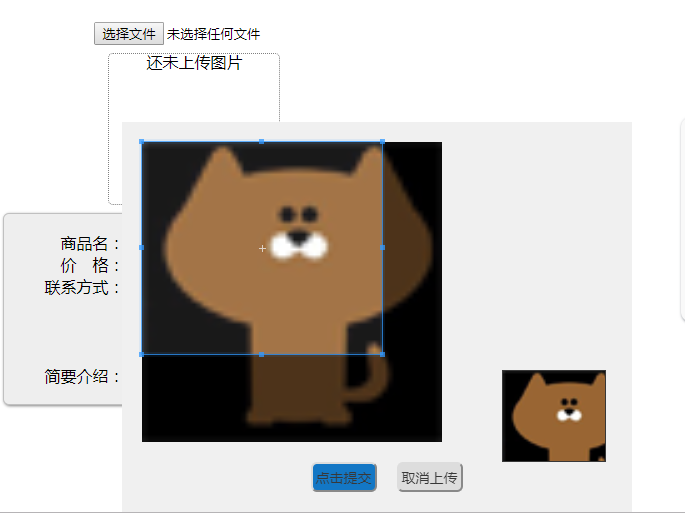 选择文件 未选择任何文件
还未上传图片
商品名：
价　格：
联系方式：
简要介绍：
点击提交 取消上传